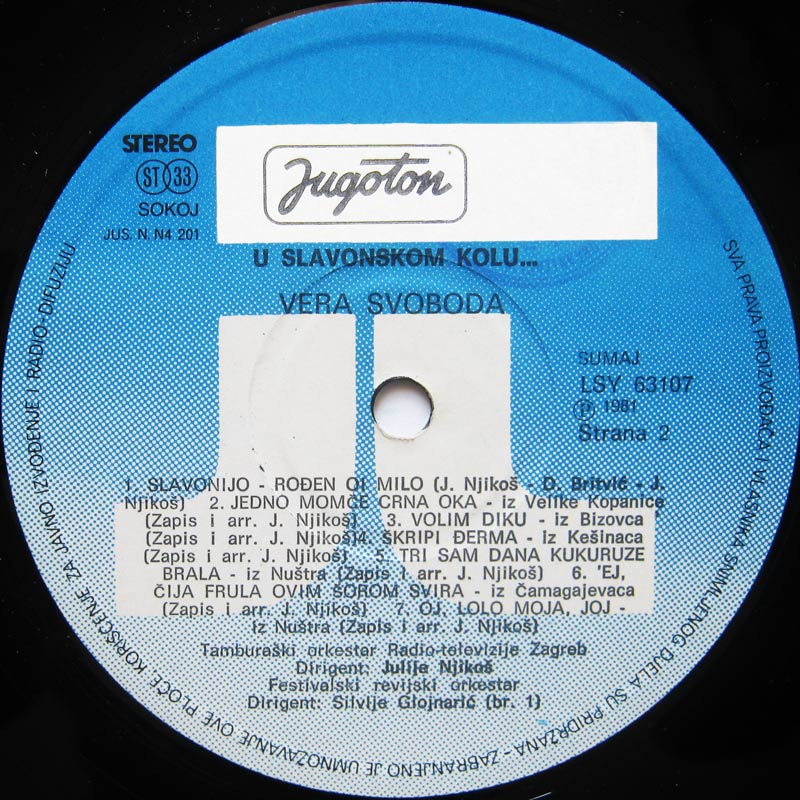 STEREO
ST 33
SOKOJ
JUS. N. N4 201
Jugoton
U SLAVONSKOM KOLU...
VERA SVOBODA
SUMAJ
LSY 63107
Ⓟ 1981
Strana 2
1. SLAVONIJO - ROĐEN OI MILO (J. Njikoš - D. Britvić - J.
Njikoš) 2. JEDNO MOMČE CRNA OKA - iz Velike Kopanice
(Zapis i arr. J. Njikoš) 3. VOLIM DIKU - iz Bizovca
(Zapis i arr. J. Njikoš)4. ŠKRIPI ĐERMA - iz Kešinaca
(Zapis i arr. J. Njikoš) 5. TRI SAM DANA KUKURUZE
BRALA - iz Nuštra (Zapis i arr. J. Njikoš) 6. 'EJ,
ČIJA FRULA OVIM ŠOROM SVIRA - iz Čamagajevaca
(Zapis i arr. J. Njikoš) 7. OJ, LOLO MOJA, JOJ -
iz Nuštra (Zapis i arr. J. Njikoš)
Tamburaški orkestar Radio-televizije Zagreb
Dirigent: Julije Njikoš
Festivalski revijski orkestar
Dirigent: Silvije Glojnarić (br. 1)
SVA PRAVA PROIZVOĐAČA I VLASNIKA SNIMLJENOG DJELA SU PRIDRŽANA - ZABRANJENO JE UMNOŽAVANJE OVE PLOČE KORIŠĆENJE ZA JAVNO IZVOĐENJE I RADIO DIFUZIJU